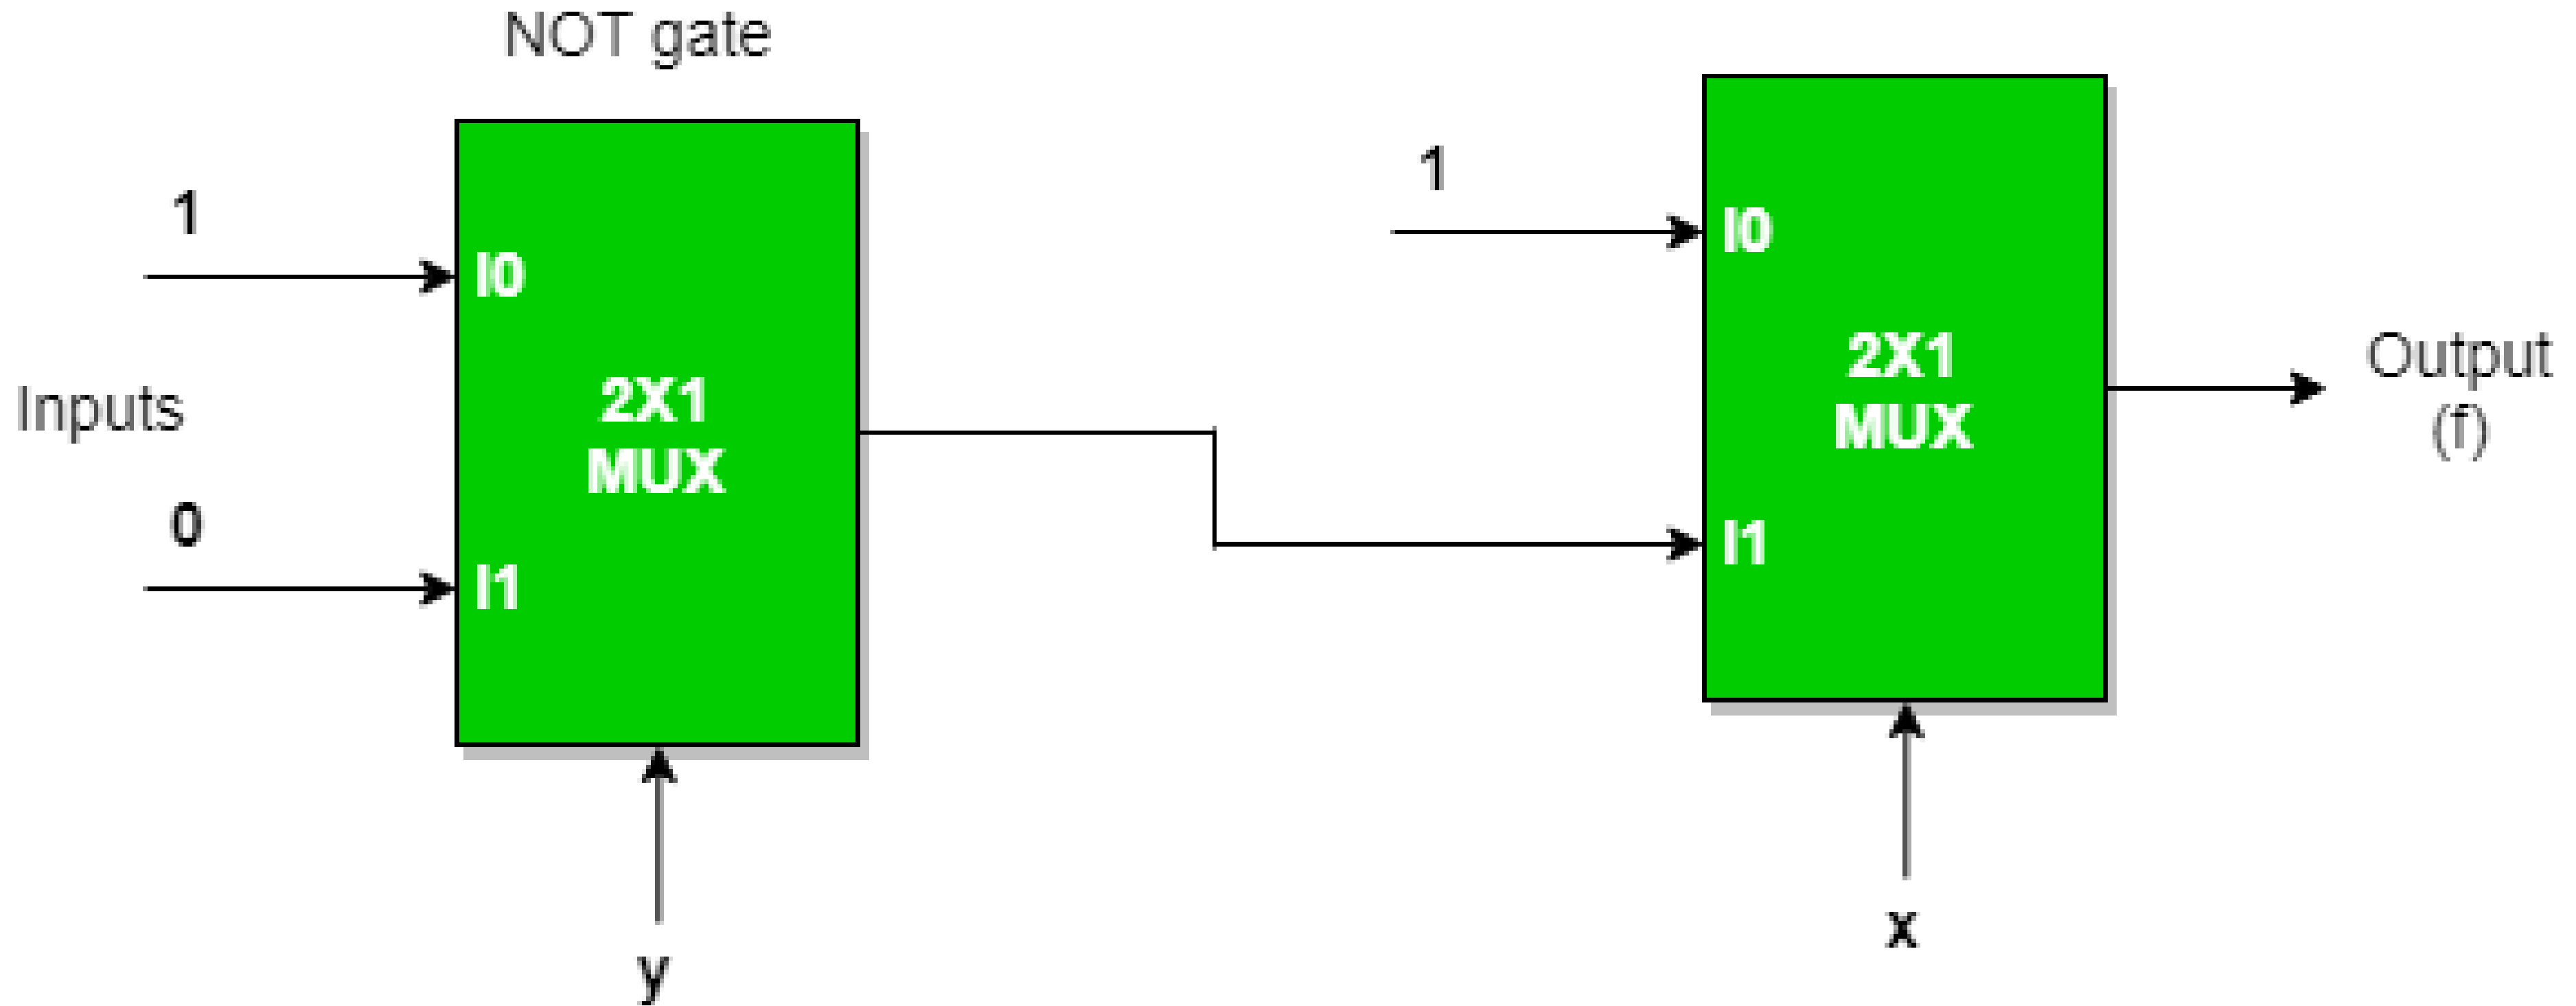 NOT gate
1
I0
Inputs
2X1
MUX
0
I1
y
1
I0
2X1
MUX
I1
x
Output
(f)